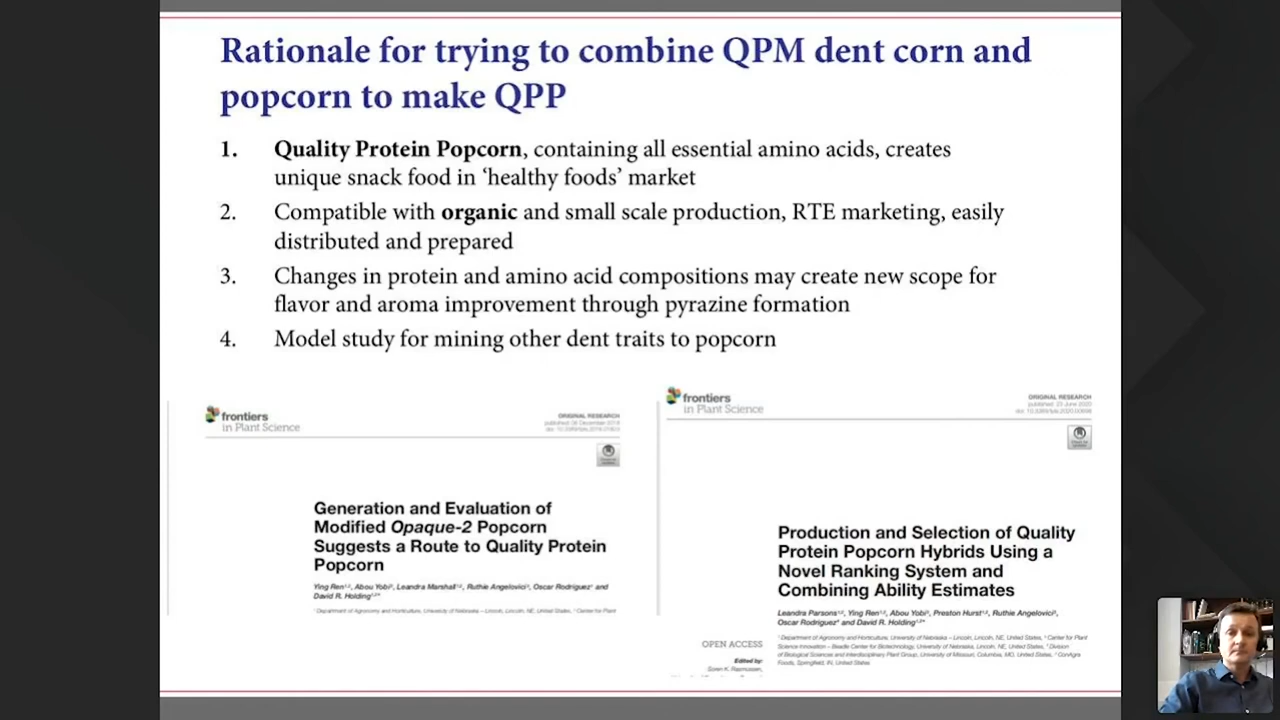 Rationale for trying to combine QPM dent corn and
popcorn to make QPP
1. Quality Protein Popcorn, containing all essential amino acids, creates
unique snack food in ‘healthy foods’ market
2. Compatible with organic and small scale production, RTE marketing, easily
distributed and prepared
3. Changes in protein and amino acid compositions may create new scope for
flavor and aroma improvement through pyrazine formation
4. Model study for mining other dent traits to popcorn
frontiers
in Plant Science
ORIGINAL RESEARCH
Generation and Evaluation of
Modified Opaque-2 Popcorn
Suggests a Route to Quality Protein
Popcorn
Ying Ren, Abou Yobi, Leandra Marshall, Ruthie Angelovici, Oscar Rodriguez and
David R. Holding
Department of Agronomy and Horticulture, University of Nebraska – Lincoln, Lincoln, NE, United States, Center for Plant
frontiers
in Plant Science
ORIGINAL RESEARCH
published: 23 June 2020
Production and Selection of Quality
Protein Popcorn Hybrids Using a
Novel Ranking System and
Combining Ability Estimates
Leandra Parsons, Ying Ren, Abou Yobi, Preston Hurst, Ruthie Angelovici,
Oscar Rodriguez and David R. Holding
Department of Agronomy and Horticulture, University of Nebraska – Lincoln, Lincoln, NE, United States, Center for Plant
Science Innovation – Beadle Center for Biotechnology, University of Nebraska – Lincoln, Lincoln, NE, United States, Division
of Biological Sciences and Interdisciplinary Plant Group, University of Missouri, Columbia, MO, United States, ConAgra
Foods, Springfield, IN, United States
OPEN ACCESS
Edited by:
Soren K. Rasmussen,